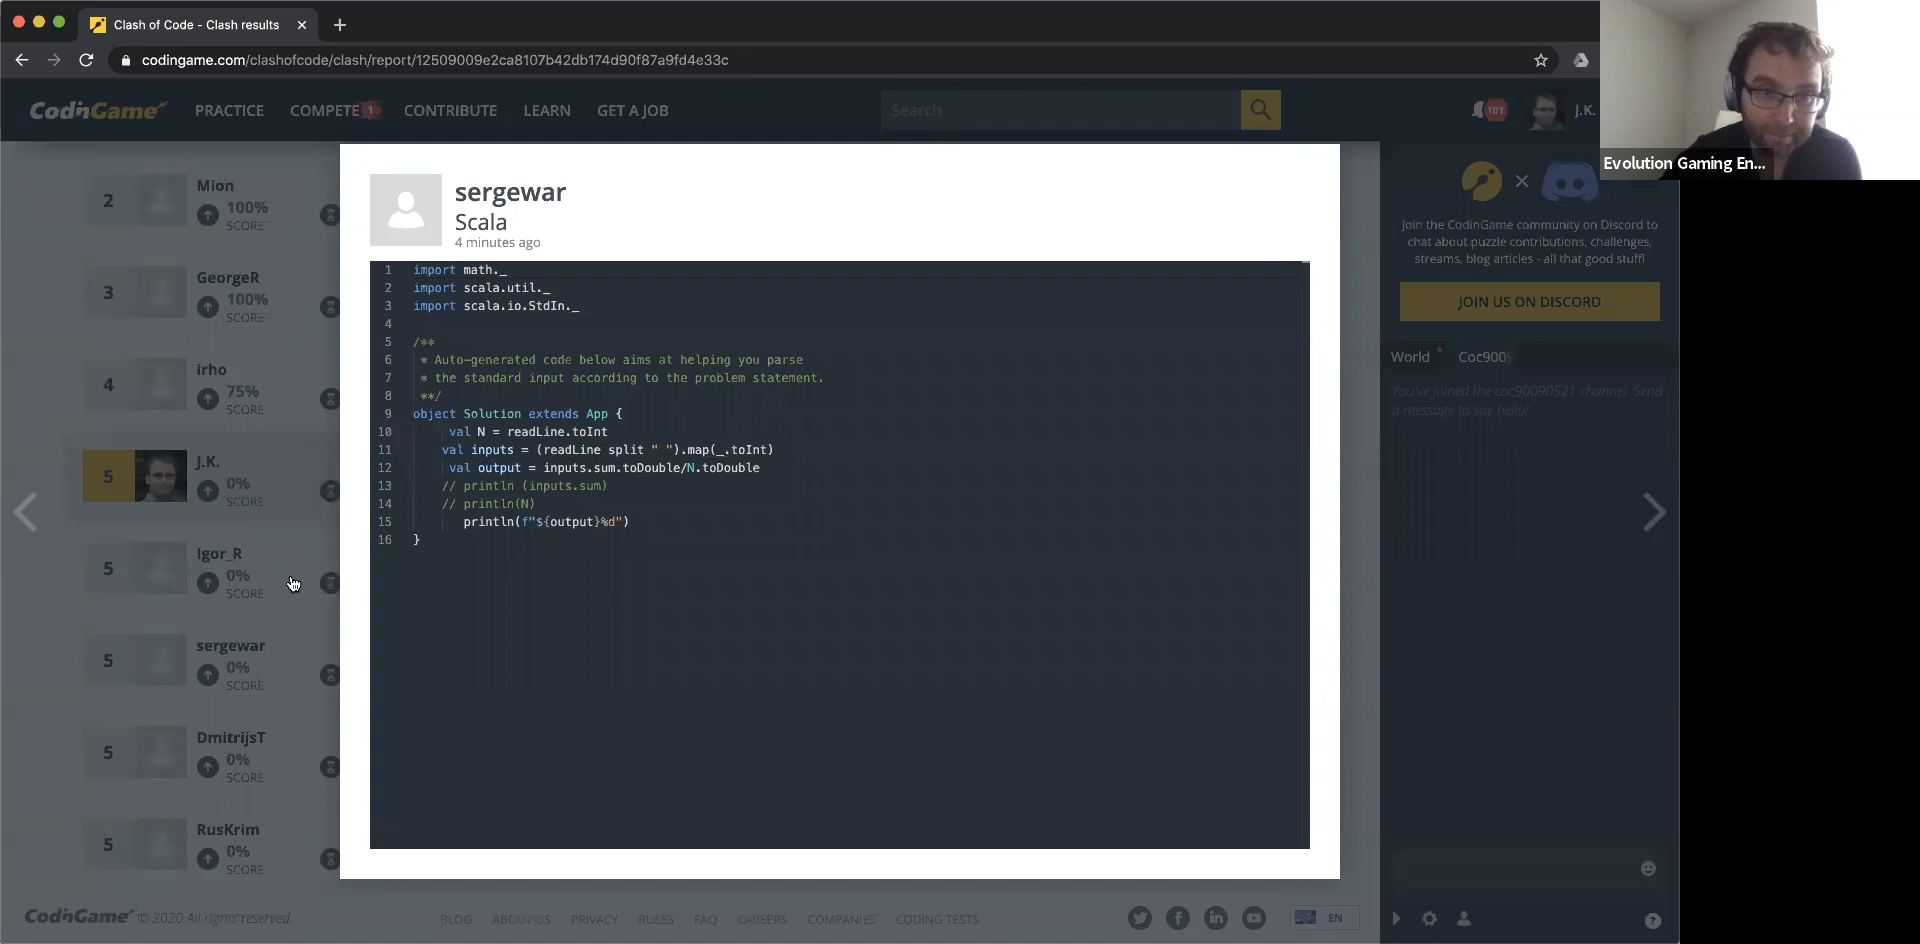 Clash of Code - Clash results
codingame.com/clashofcode/clash/report/12509009e2ca8107b42db174d90f87a9fd4e33c
CodinGame
PRACTICE
COMPETE 1
CONTRIBUTE
LEARN
GET A JOB
Search
101
J.K.
Evolution Gaming En...
2
Mion
100%
SCORE
3
GeorgeR
100%
SCORE
4
irho
75%
SCORE
5
J.K.
0%
SCORE
5
Igor_R
0%
SCORE
5
sergewar
0%
SCORE
5
DmitrijsT
0%
SCORE
5
RusKrim
0%
SCORE
sergewar
Scala
4 minutes ago
1 import math._
2 import scala.util._
3 import scala.io.StdIn._
4
5 /**
6 * Auto-generated code below aims at helping you parse
7 * the standard input according to the problem statement.
8 **/
9 object Solution extends App {
10 val N = readLine.toInt
11 val inputs = (readLine split " ").map(_.toInt)
12 val output = inputs.sum.toDouble/N.toDouble
13 // println (inputs.sum)
14 // println(N)
15 println(f"${output}%d")
16 }
Join the CodinGame community on Discord to
chat about puzzle contributions, challenges,
streams, blog articles - all that good stuff!
JOIN US ON DISCORD
World
Coc9009
You've joined the coc90090521 channel. Send
a message to say hello!
CodinGame © 2020 All rights reserved.
BLOG
ABOUT US
PRIVACY
RULES
FAQ
CAREERS
COMPANIES
CODING TESTS
EN